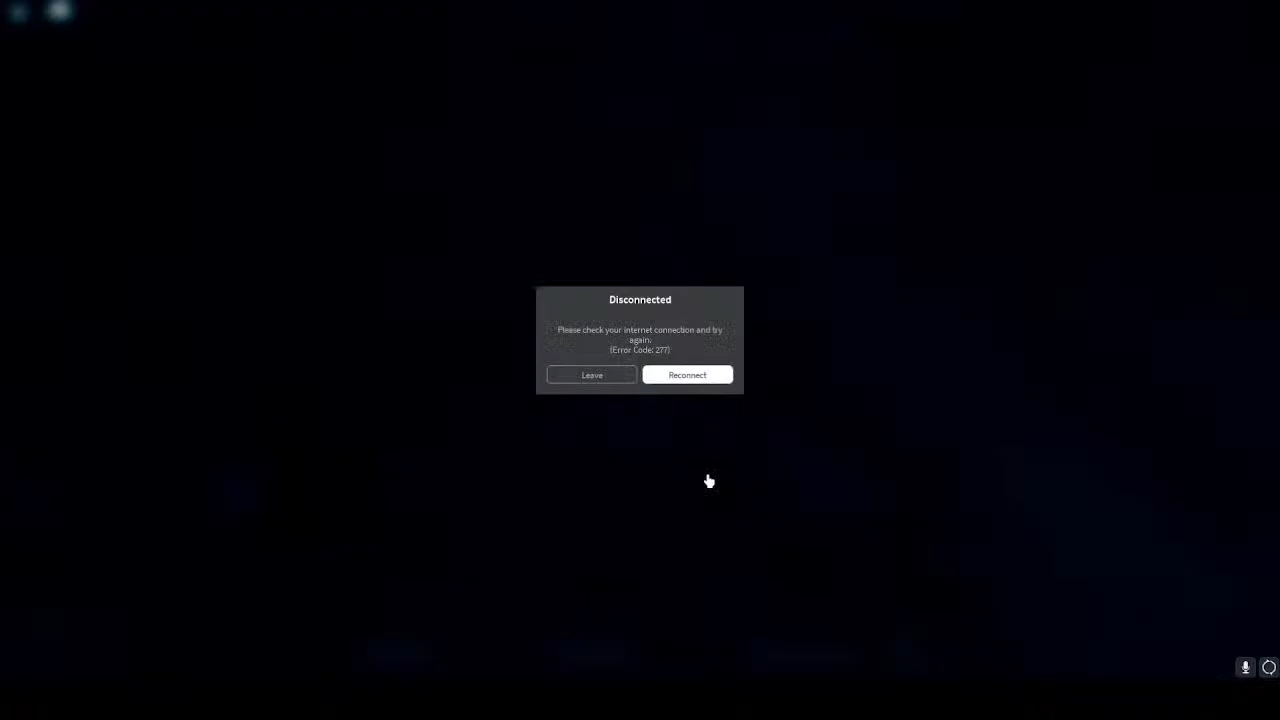 Disconnected
Please check your internet connection and try
again.
(Error Code: 277)
Leave
Reconnect